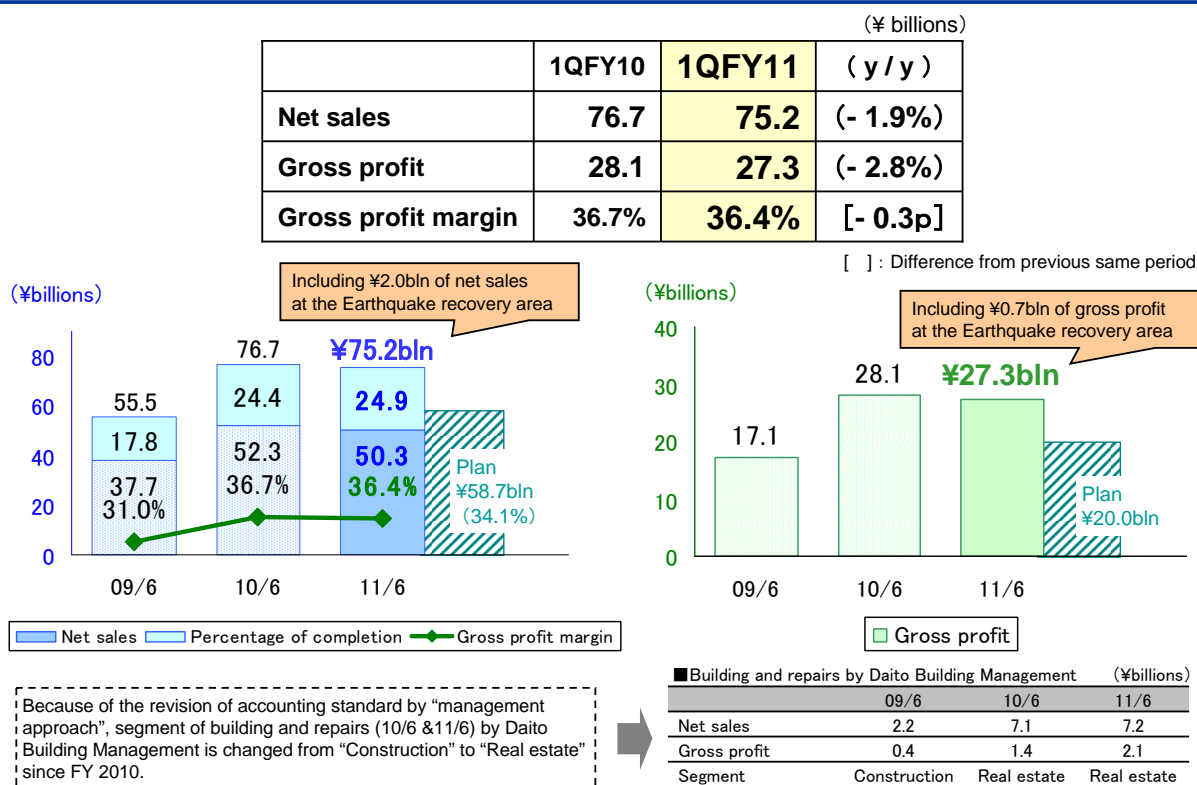 (¥ billions)
1QFY10 1QFY11 (y/y)
Net sales 76.7 75.2 (- 1.9%)
Gross profit 28.1 27.3 (- 2.8%)
Gross profit margin 36.7% 36.4% [- 0.3p]
[ ] : Difference from previous same period
(¥billions)
Including ¥2.0bln of net sales
at the Earthquake recovery area
80
60
40
20
0
55.5
17.8
37.7
31.0%
76.7
24.4
52.3
36.7%
¥75.2bln
24.9
50.3
36.4%
Plan
¥58.7bln
(34.1%)
09/6 10/6 11/6
Net sales Percentage of completion Gross profit margin
(¥billions)
Including ¥0.7bln of gross profit
at the Earthquake recovery area
40
30
20
10
0
17.1
28.1
¥27.3bln
Plan
¥20.0bln
09/6 10/6 11/6
Gross profit
Because of the revision of accounting standard by “management
approach”, segment of building and repairs (10/6 &11/6) by Daito
Building Management is changed from “Construction” to “Real estate”
since FY 2010.
■Building and repairs by Daito Building Management (¥billions)
09/6 10/6 11/6
Net sales 2.2 7.1 7.2
Gross profit 0.4 1.4 2.1
Segment Construction Real estate Real estate